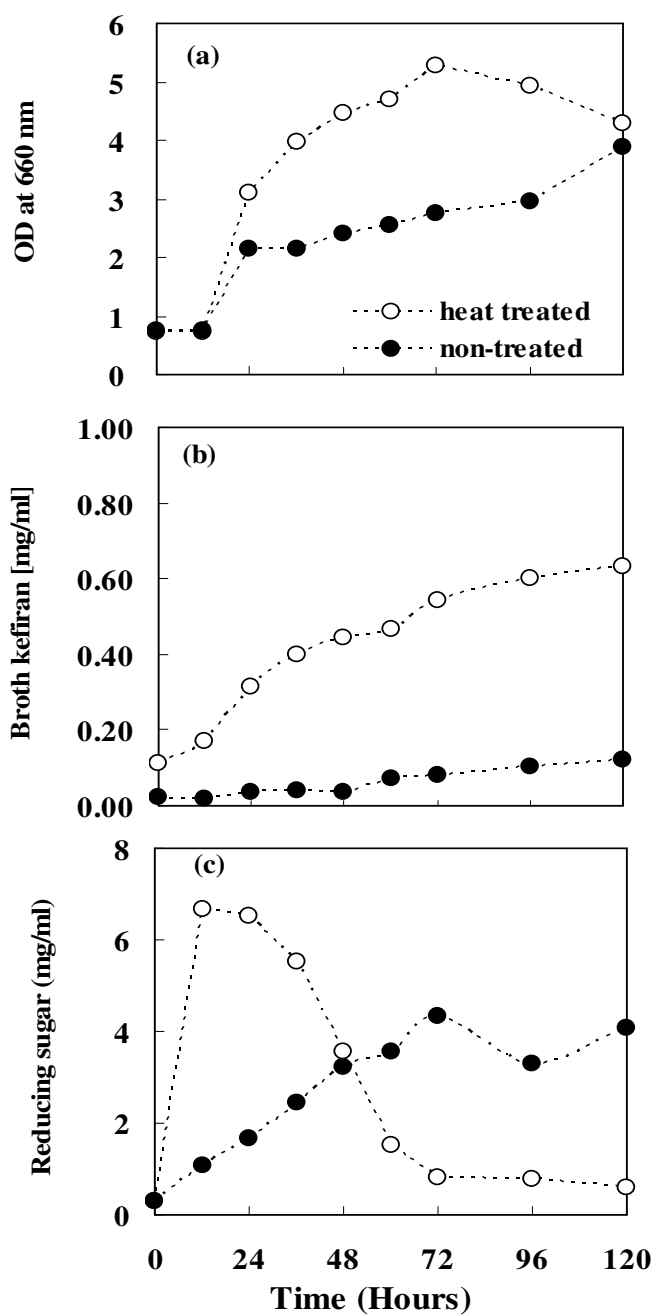 (a)
6
5
4
3
2
1
0
OD at 660 nm
heat treated
non-treated
(b)
1.00
0.80
0.60
0.40
0.20
0.00
Broth kefiran [mg/ml]
(c)
8
6
4
2
0
Reducing sugar (mg/ml)
0 24 48 72 96 120
Time (Hours)